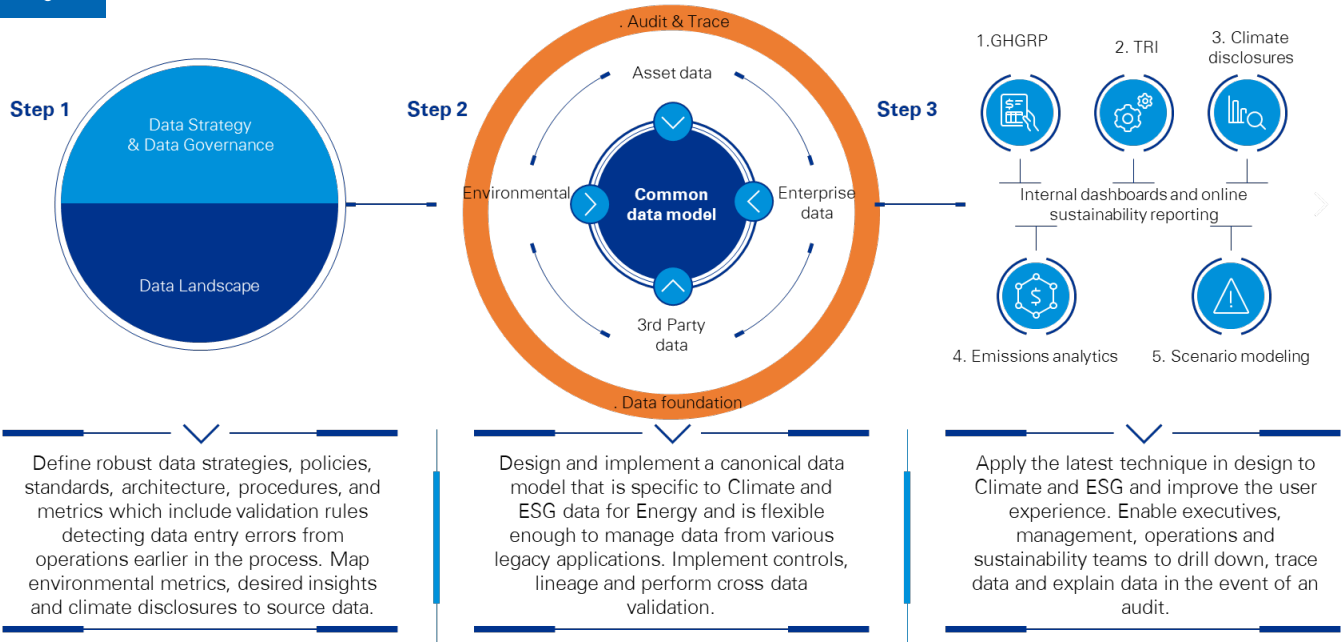 Step 1
Data Strategy
& Data Governance
Data Landscape
Define robust data strategies, policies,
standards, architecture, procedures, and
metrics which include validation rules
detecting data entry errors from
operations earlier in the process. Map
environmental metrics, desired insights
and climate disclosures to source data.
Step 2
. Audit & Trace
Asset data
Environmental
Common
data model
Enterprise
data
3rd Party
data
. Data foundation
Design and implement a canonical data
model that is specific to Climate and
ESG data for Energy and is flexible
enough to manage data from various
legacy applications. Implement controls,
lineage and perform cross data
validation.
Step 3
1.GHGRP
2. TRI
3. Climate
disclosures
Internal dashboards and online
sustainability reporting
4. Emissions analytics
5. Scenario modeling
Apply the latest technique in design to
Climate and ESG and improve the user
experience. Enable executives,
management, operations and
sustainability teams to drill down, trace
data and explain data in the event of an
audit.